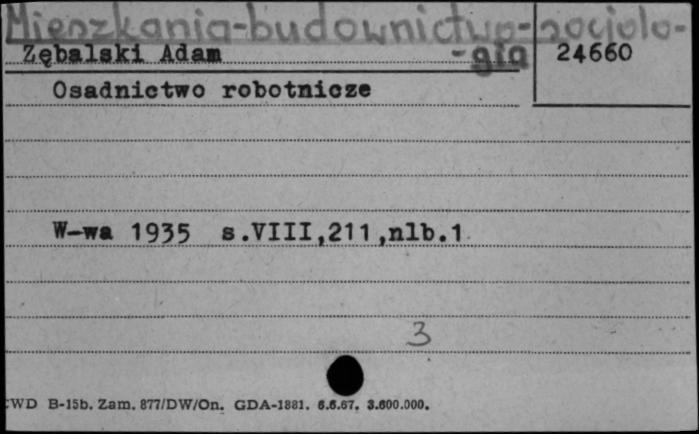 Mieszkania-budownictwo-socjolo-
-gia
Zębalski Adam
24660
Osadnictwo robotnicze
W-wa 1935 s.VIII,211,nlb.1
3
CWD B-15b. Zam. 877/DW/On. GDA-1881. 6.6.67. 3.600.000.